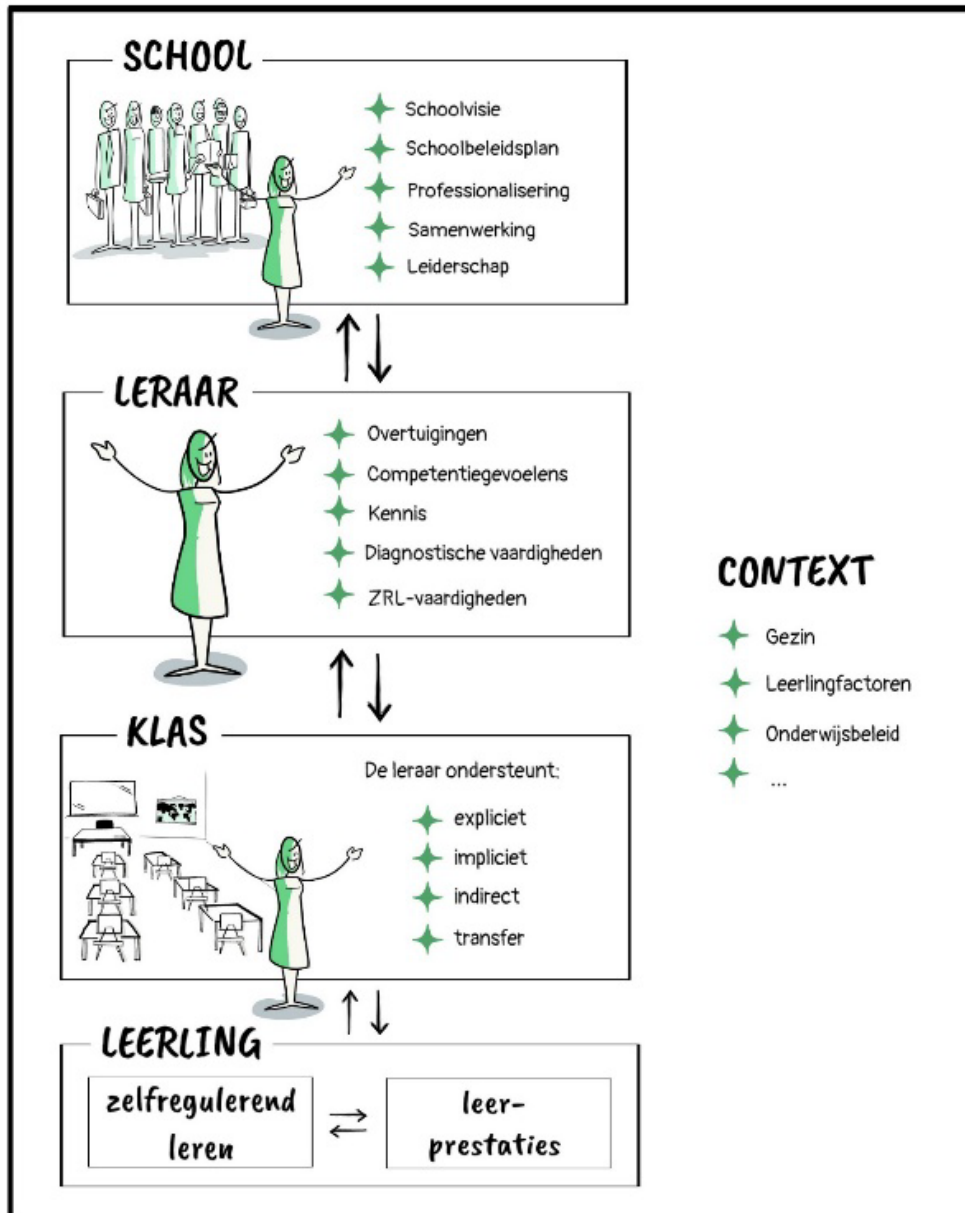 SCHOOL
Schoolvisie
Schoolbeleidsplan
Professionalisering
Samenwerking
Leiderschap
LERAAR
Overtuigingen
Competentiegevoelens
Kennis
Diagnostische vaardigheden
ZRL-vaardigheden
CONTEXT
Gezin
Leerlingfactoren
Onderwijsbeleid
...
KLAS
De leraar ondersteunt:
expliciet
impliciet
indirect
transfer
LEERLING
zelfregulerend
leren
leer-
prestaties